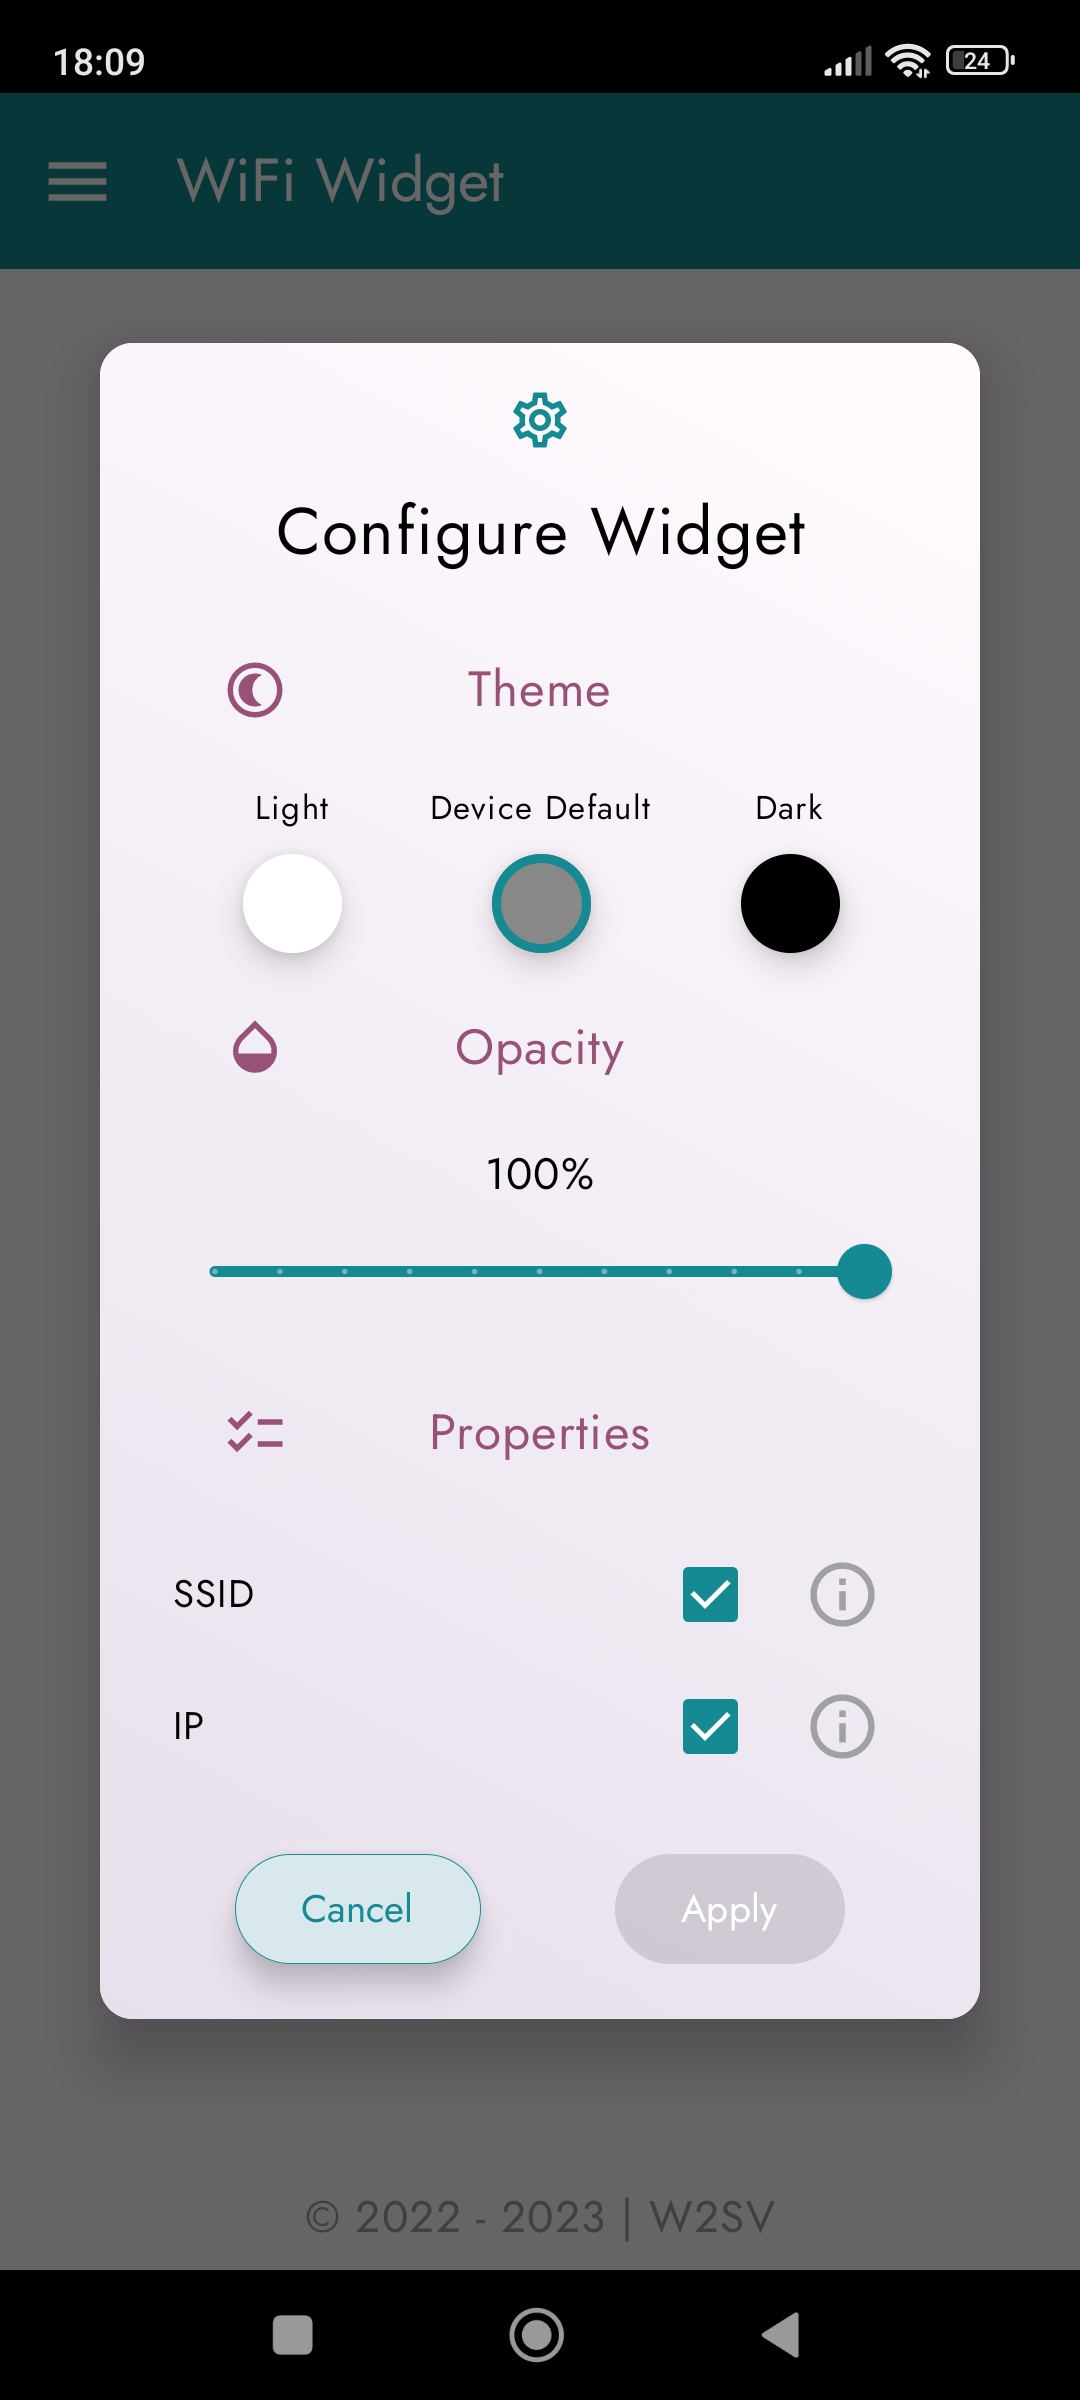 18:09
24
WiFi Widget
Configure Widget
Theme
Light Device Default Dark
Opacity
100%
Properties
SSID
IP
Cancel Apply
© 2022 - 2023 | W2SV